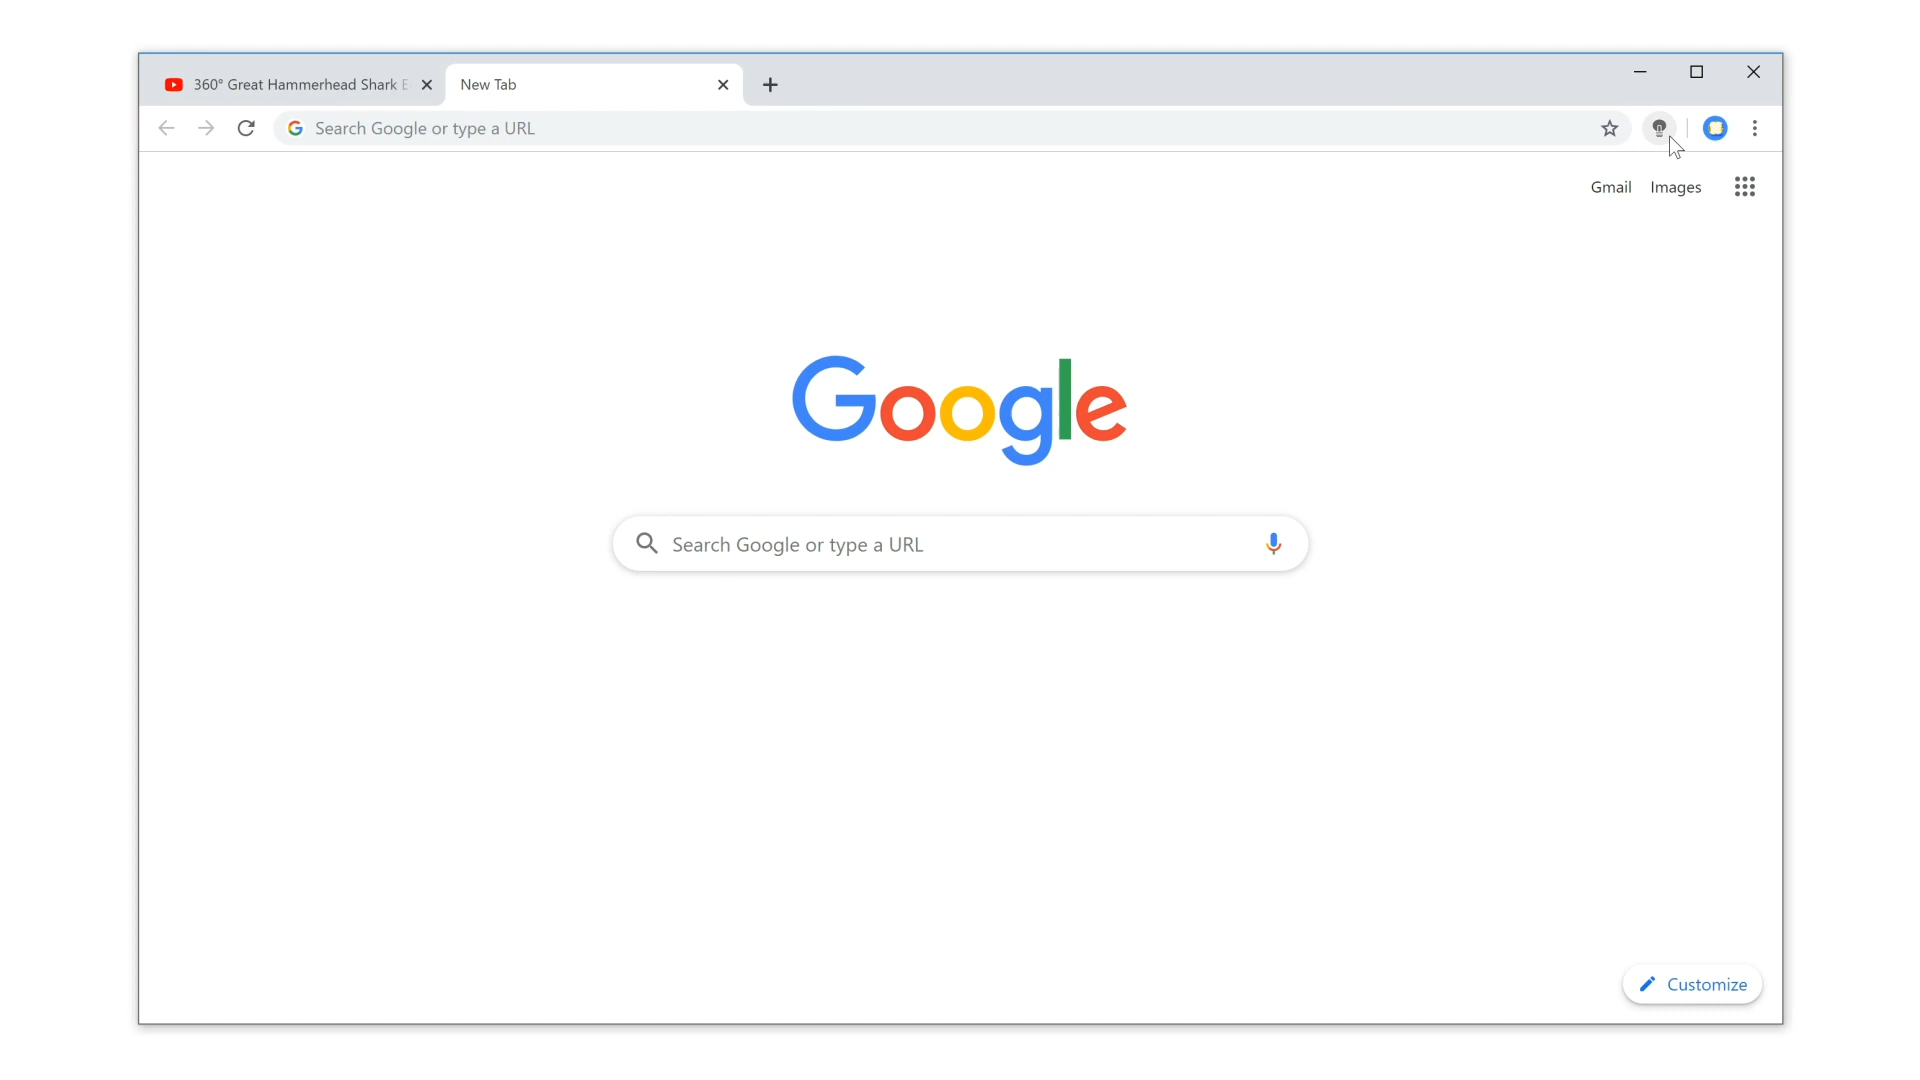 360° Great Hammerhead Shark E
New Tab
Search Google or type a URL
Gmail Images
Google
Search Google or type a URL
Customize